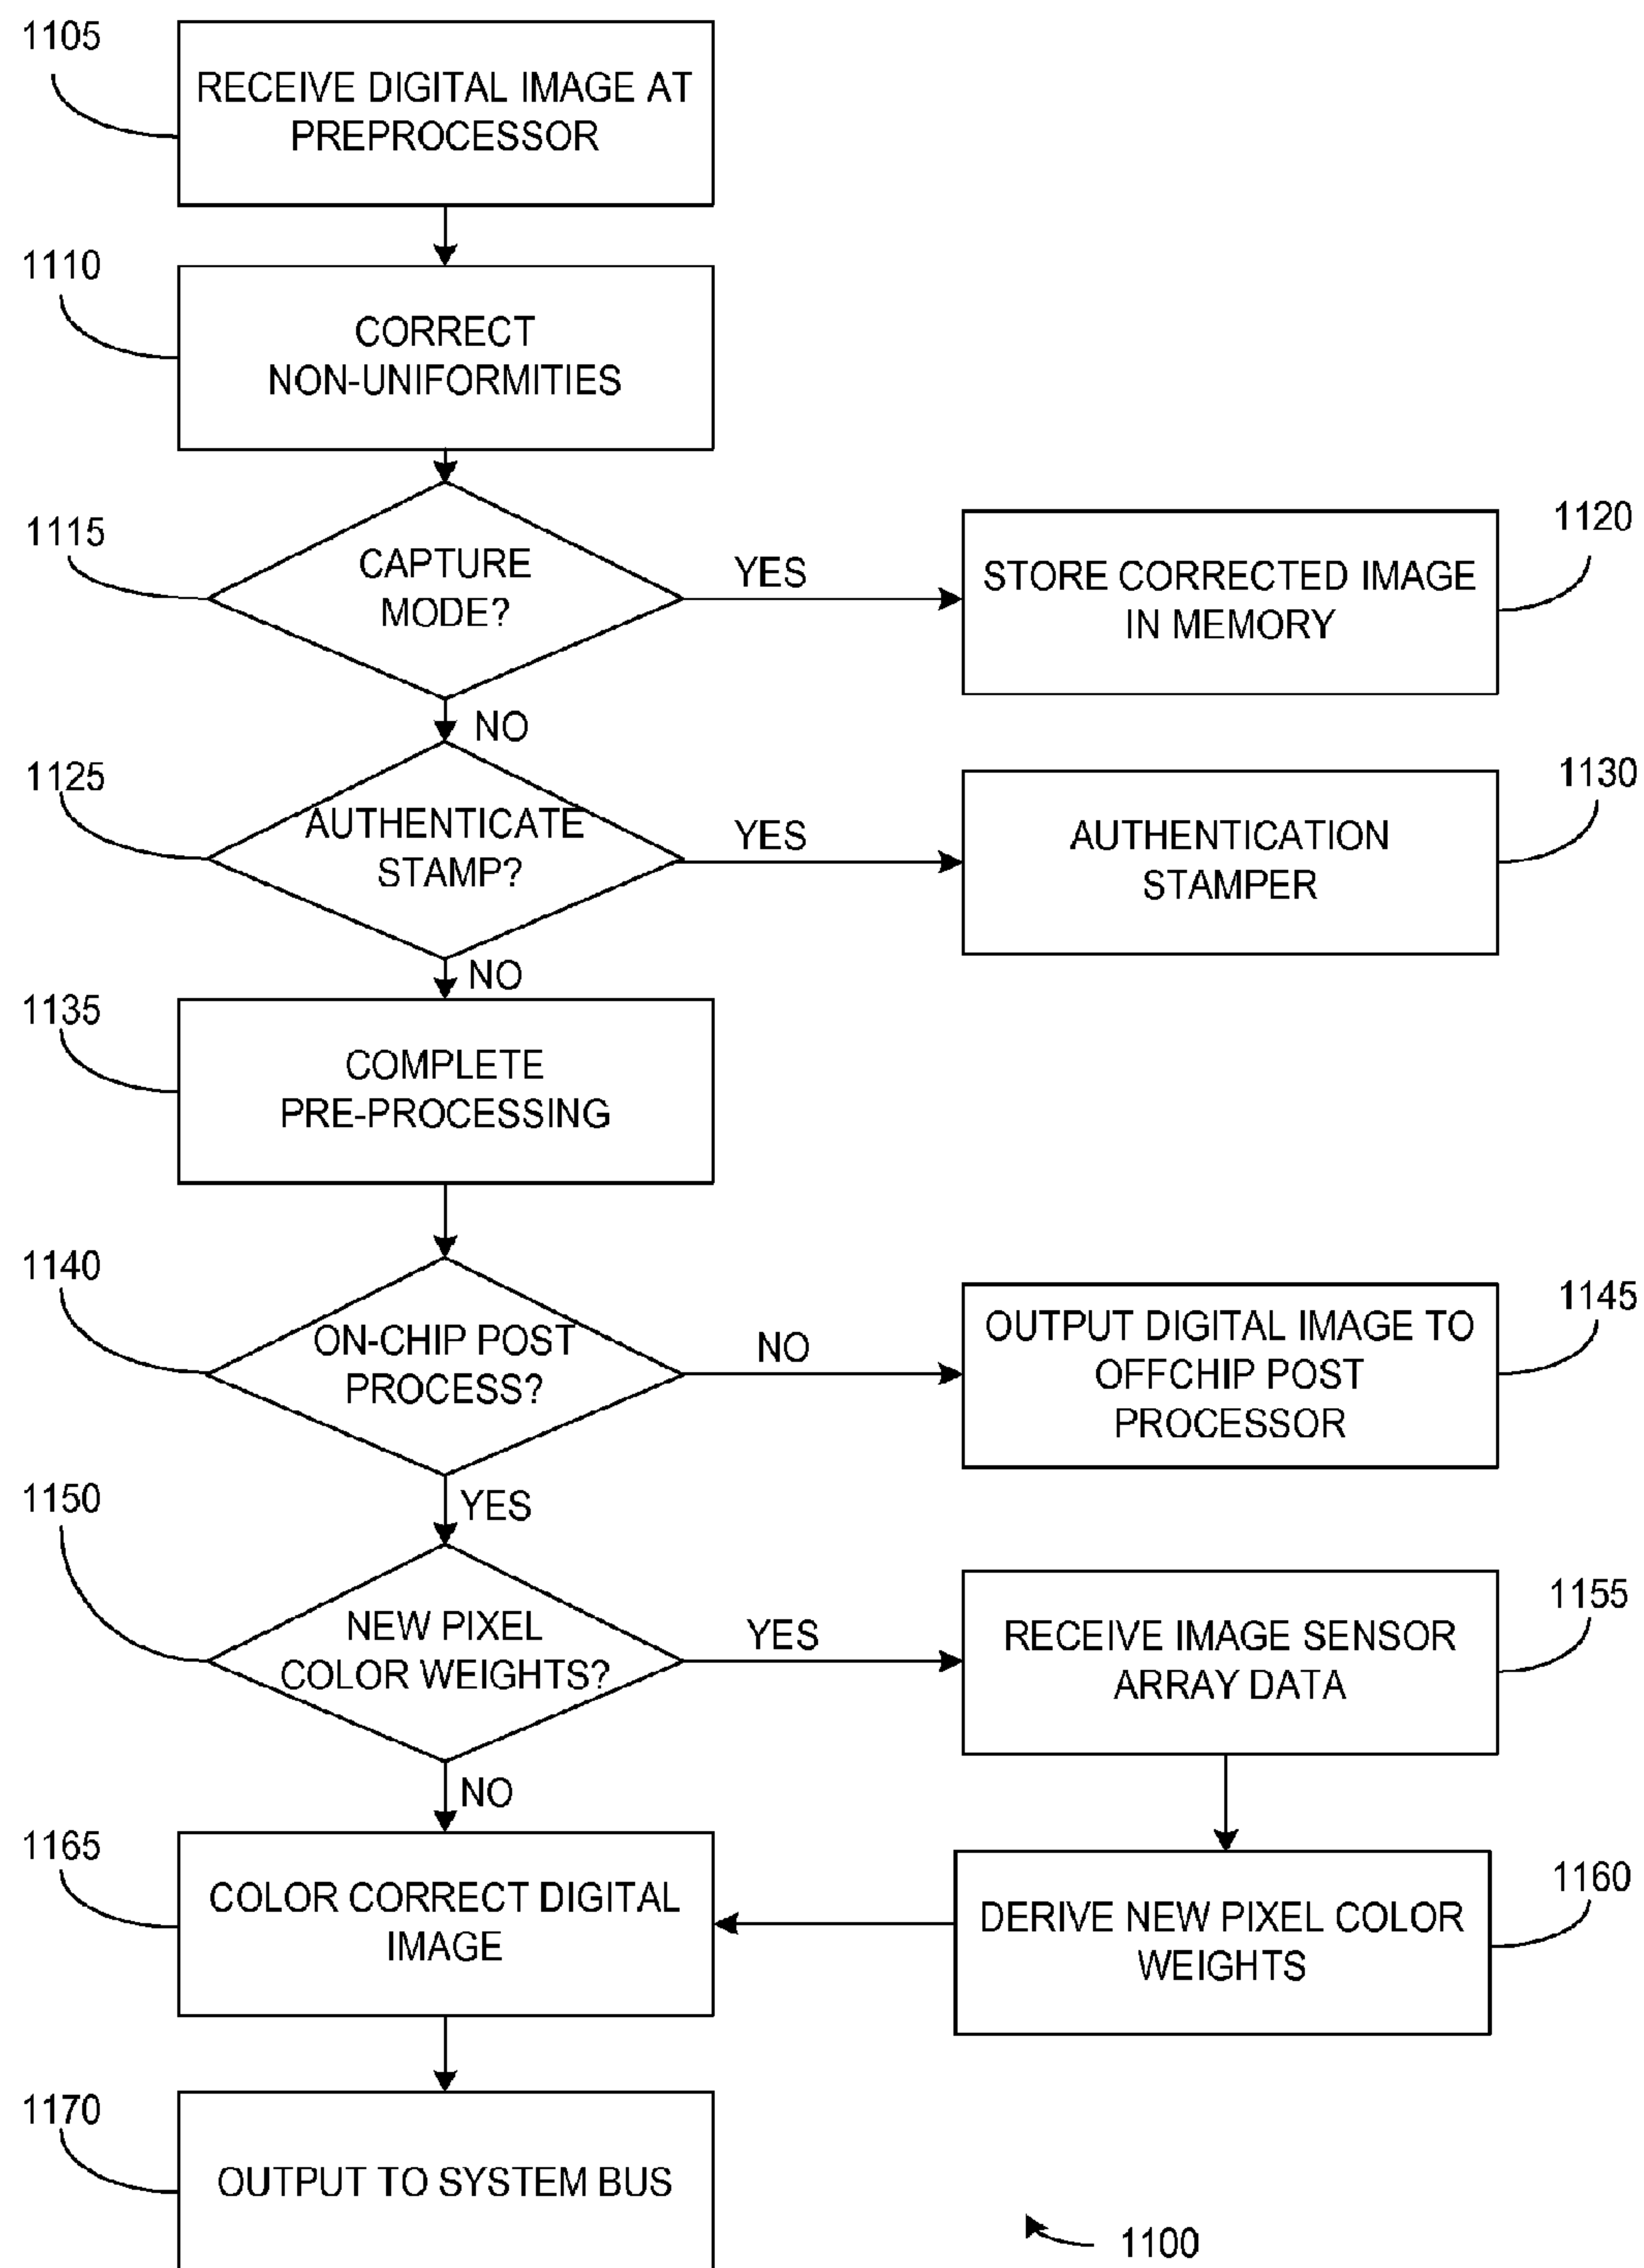 1105
RECEIVE DIGITAL IMAGE AT
PREPROCESSOR
1110
CORRECT
NON-UNIFORMITIES
1115
CAPTURE
MODE?
YES
1120
STORE CORRECTED IMAGE
IN MEMORY
NO
1125
AUTHENTICATE
STAMP?
YES
1130
AUTHENTICATION
STAMPER
NO
1135
COMPLETE
PRE-PROCESSING
1140
ON-CHIP POST
PROCESS?
NO
1145
OUTPUT DIGITAL IMAGE TO
OFFCHIP POST
PROCESSOR
YES
1150
NEW PIXEL
COLOR WEIGHTS?
YES
1155
RECEIVE IMAGE SENSOR
ARRAY DATA
NO
1165
COLOR CORRECT DIGITAL
IMAGE
1160
DERIVE NEW PIXEL COLOR
WEIGHTS
1170
OUTPUT TO SYSTEM BUS
1100